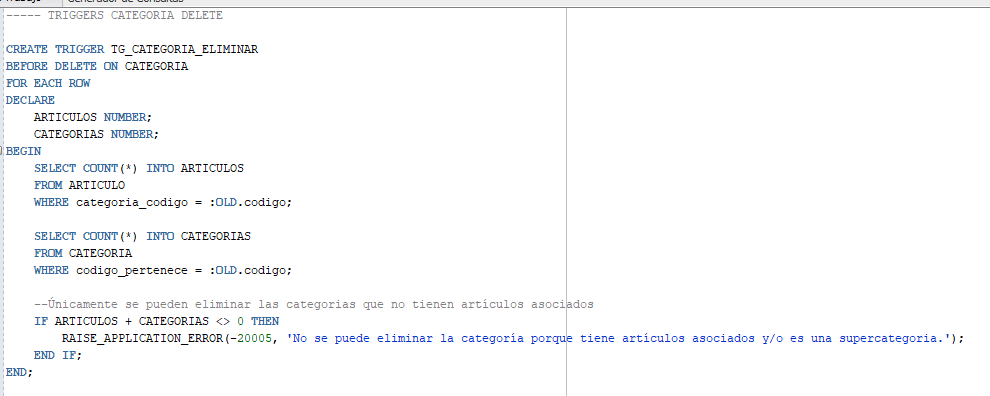 ----- TRIGGERS CATEGORIA DELETE
CREATE TRIGGER TG_CATEGORIA_ELIMINAR
BEFORE DELETE ON CATEGORIA
FOR EACH ROW
DECLARE
    ARTICULOS NUMBER;
    CATEGORIAS NUMBER;
BEGIN
    SELECT COUNT(*) INTO ARTICULOS
    FROM ARTICULO
    WHERE categoria_codigo = :OLD.codigo;
    SELECT COUNT(*) INTO CATEGORIAS
    FROM CATEGORIA
    WHERE codigo_pertenece = :OLD.codigo;
    --Únicamente se pueden eliminar las categorias que no tienen artículos asociados
    IF ARTICULOS + CATEGORIAS <> 0 THEN
        RAISE_APPLICATION_ERROR(-20005, 'No se puede eliminar la categoría porque tiene artículos asociados y/o es una supercategoria.');
    END IF;
END;